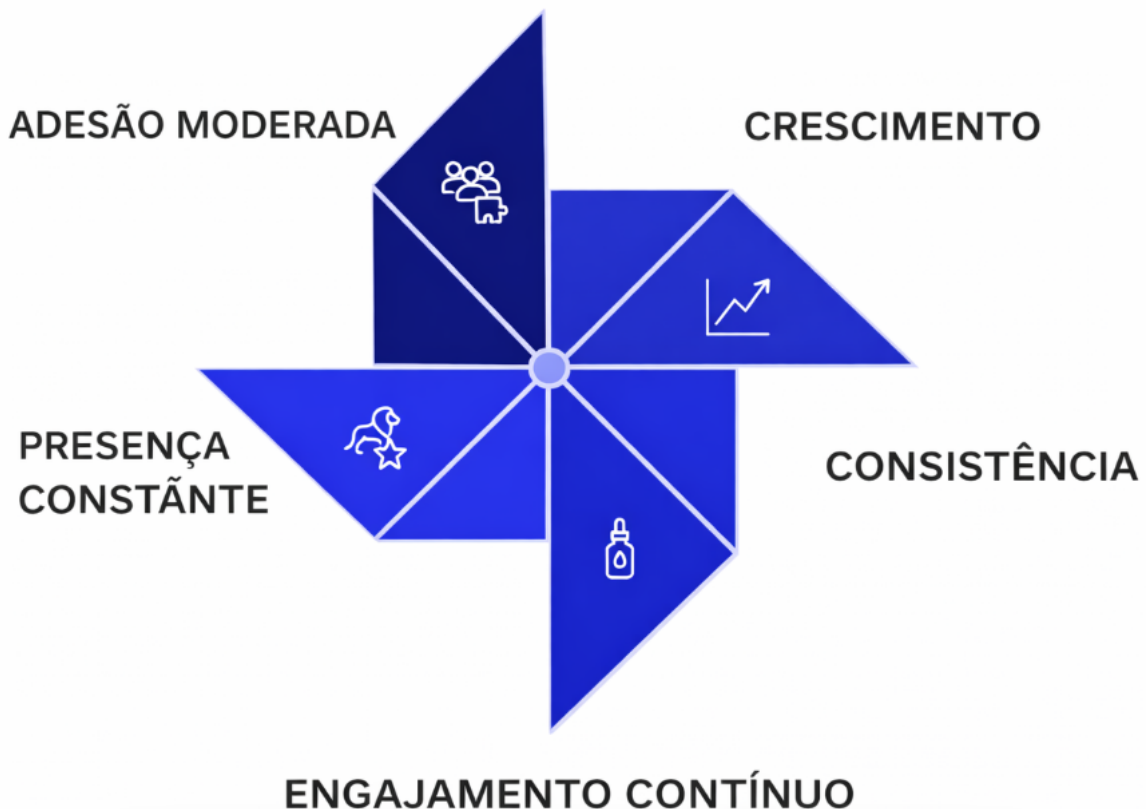 ADESÃO MODERADA
CRESCIMENTO
PRESENÇA
CONSTÃNTE
CONSISTÊNCIA
ENGAJAMENTO CONTÍNUO